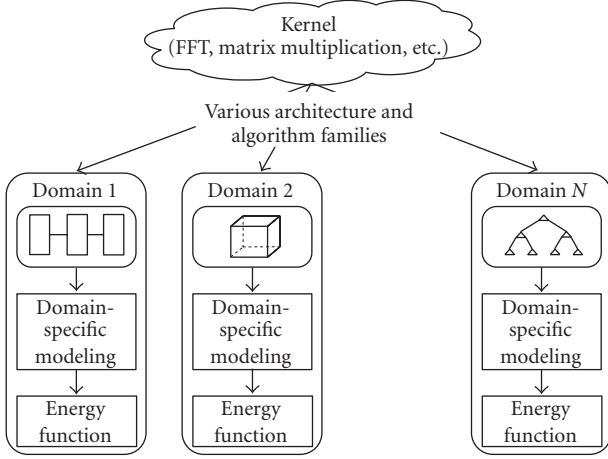 Kernel
(FFT, matrix multiplication, etc.)
Various architecture and
algorithm families
Domain 1
Domain-
specific
modeling
Energy
function
Domain 2
Domain-
specific
modeling
Energy
function
Domain N
Domain-
specific
modeling
Energy
function